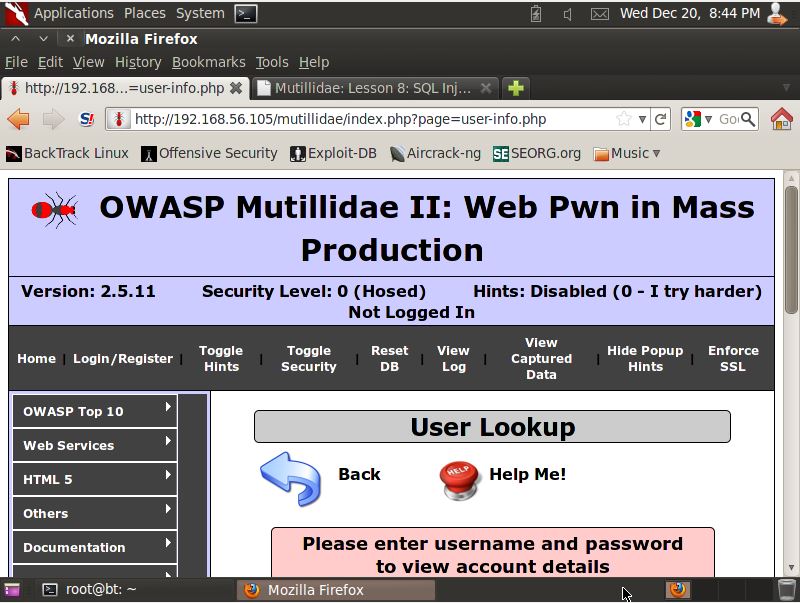 Applications Places System
Wed Dec 20, 8:44 PM
Mozilla Firefox
File Edit View History Bookmarks Tools Help
http://192.168...=user-info.php
Mutillidae: Lesson 8: SQL Inj...
http://192.168.56.105/mutillidae/index.php?page=user-info.php
Goo
BackTrack Linux Offensive Security Exploit-DB Aircrack-ng SEORG.org Music
OWASP Mutillidae II: Web Pwn in Mass
Production
Version: 2.5.11 Security Level: 0 (Hosed) Hints: Disabled (0 - I try harder)
Not Logged In
Home | Login/Register | Toggle Hints | Toggle Security | Reset DB | View Log | View Captured Data | Hide Popup Hints | Enforce SSL
OWASP Top 10
Web Services
HTML 5
Others
Documentation
User Lookup
Back
HELP
Help Me!
Please enter username and password
to view account details
root@bt: ~
Mozilla Firefox